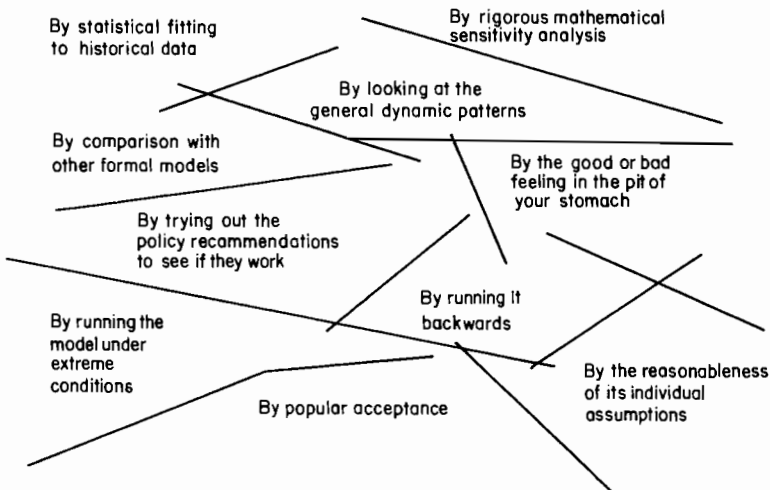 By statistical fitting
to historical data
By rigorous mathematical
sensitivity analysis
By looking at the
general dynamic patterns
By comparison with
other formal models
By the good or bad
feeling in the pit of
your stomach
By trying out the
policy recommendations
to see if they work
By running it
backwards
By running the
model under
extreme
conditions
By the reasonableness
of its individual
assumptions
By popular acceptance